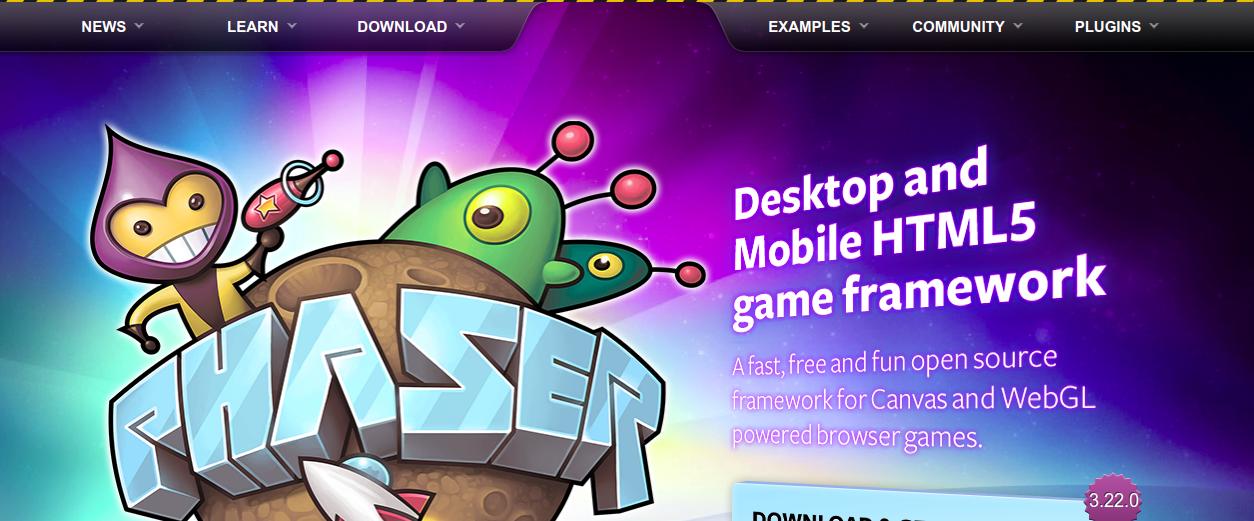 NEWS
LEARN
DOWNLOAD
EXAMPLES
COMMUNITY
PLUGINS
PHASER
Desktop and
Mobile HTML5
game framework
A fast, free and fun open source
framework for Canvas and WebGL
powered browser games.
3.22.0
DOWNLOAD